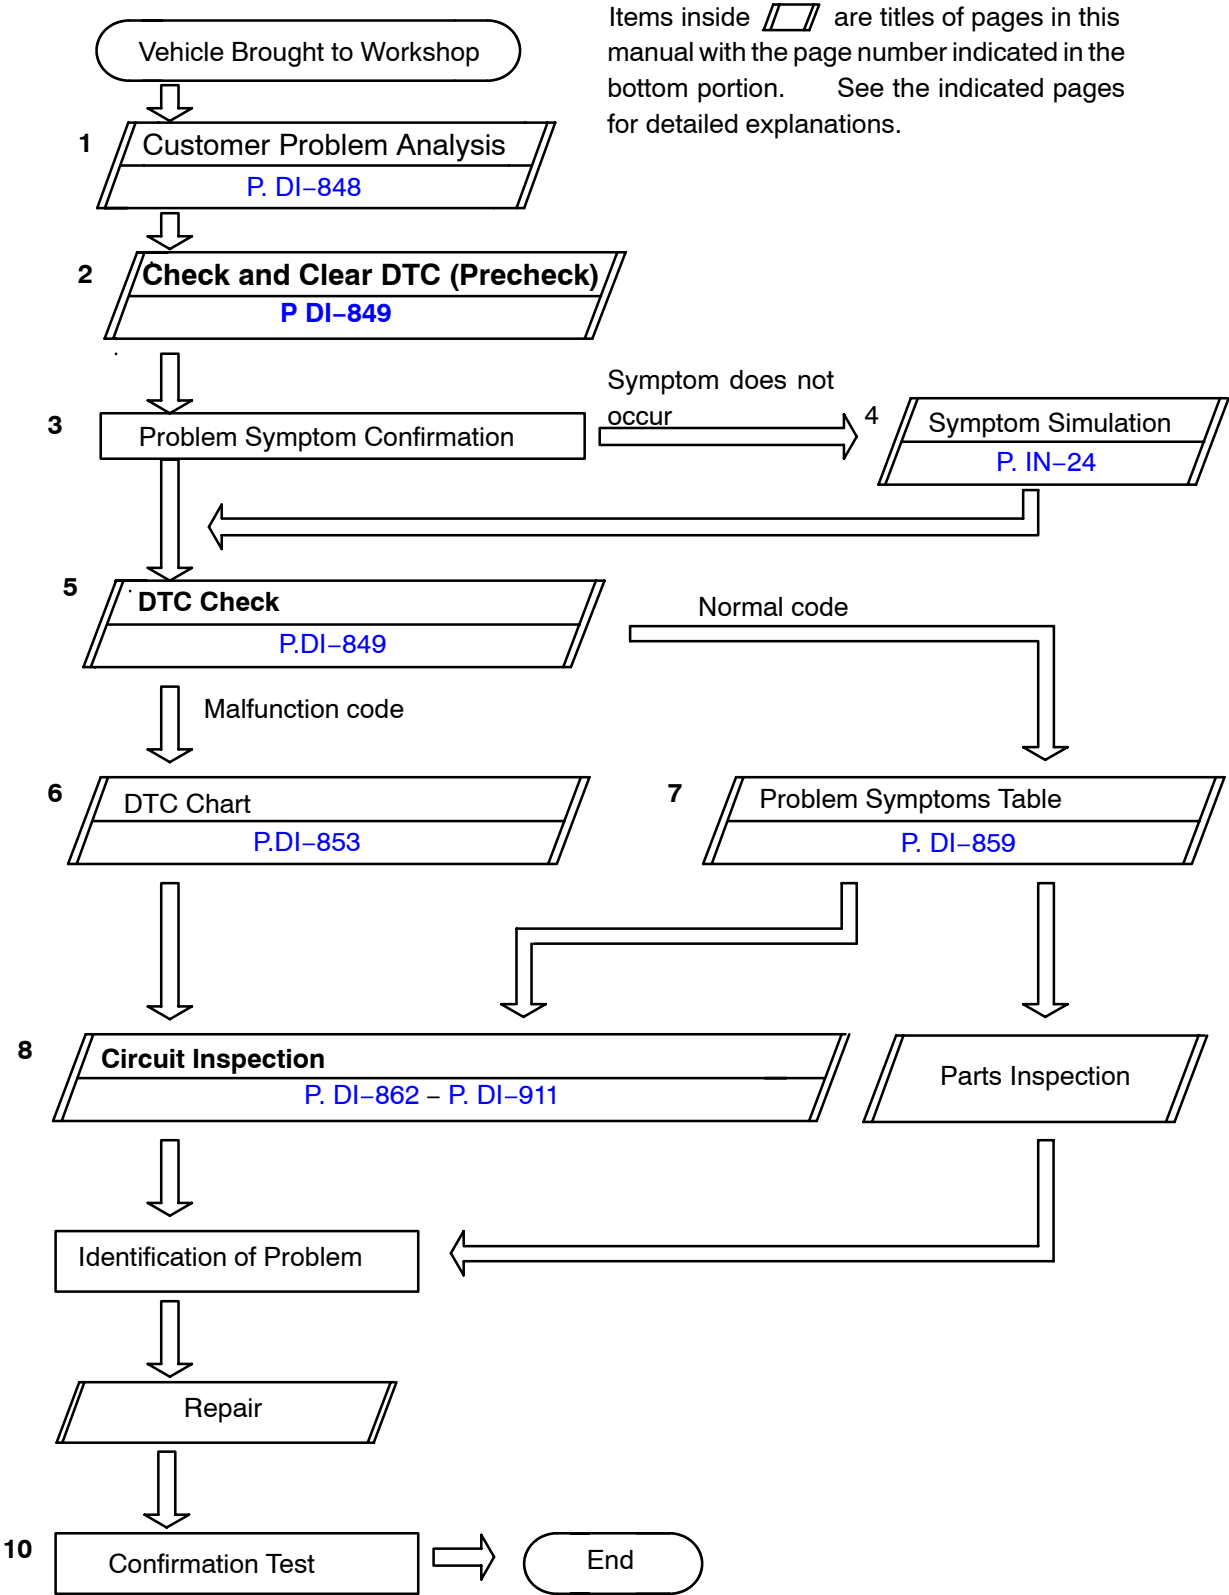 Vehicle Brought to Workshop
Items inside are titles of pages in this
manual with the page number indicated in the
bottom portion. See the indicated pages
for detailed explanations.
1
Customer Problem Analysis
P. DI−848
2
Check and Clear DTC (Precheck)
P DI−849
3
Problem Symptom Confirmation
Symptom does not
occur
4
Symptom Simulation
P. IN−24
5
DTC Check
P.DI−849
Normal code
Malfunction code
6
DTC Chart
P.DI−853
7
Problem Symptoms Table
P. DI−859
8
Circuit Inspection
P. DI−862 − P. DI−911
Parts Inspection
Identification of Problem
Repair
10
Confirmation Test
End